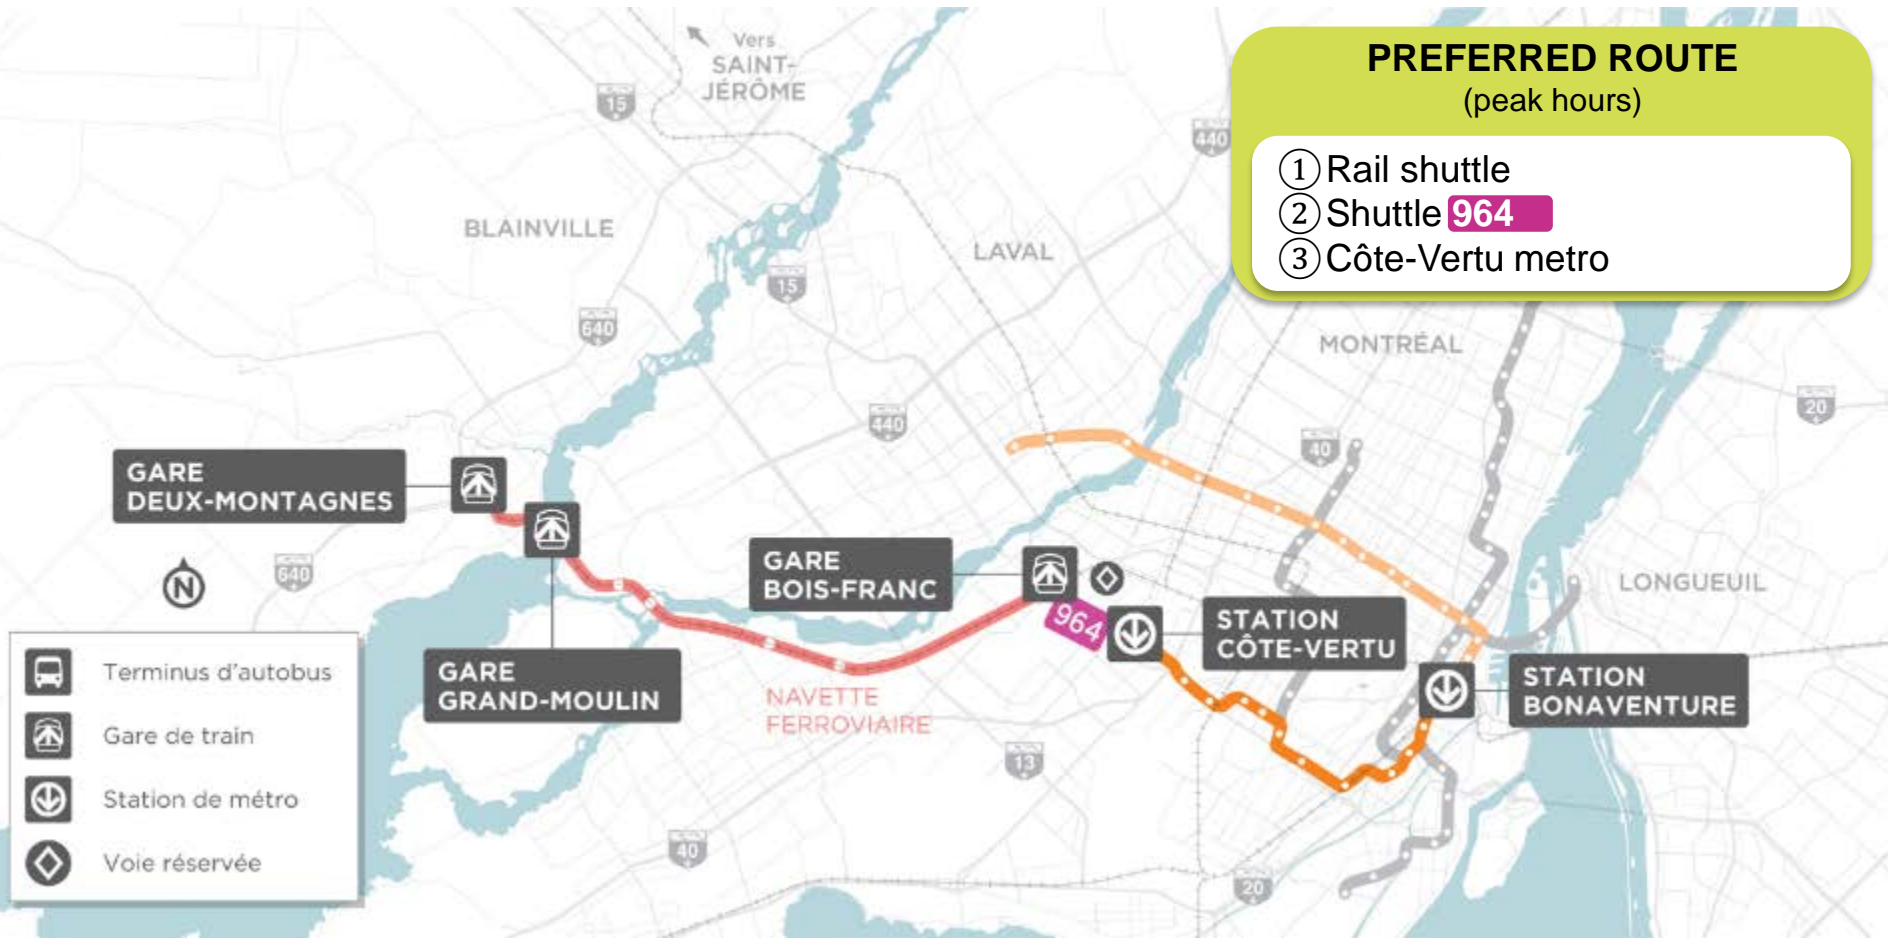 Vers
SAINT-
JÉRÔME
15
440
PREFERRED ROUTE
(peak hours)
① Rail shuttle
② Shuttle 964
③ Côte-Vertu metro
BLAINVILLE
LAVAL
15
640
MONTRÉAL
440
20
40
GARE
DEUX-MONTAGNES
N
640
GARE
BOIS-FRANC
964
LONGUEUIL
STATION
CÔTE-VERTU
GARE
GRAND-MOULIN
NAVETTE
FERROVIAIRE
STATION
BONAVENTURE
13
40
20
Terminus d'autobus
Gare de train
Station de métro
Voie réservée